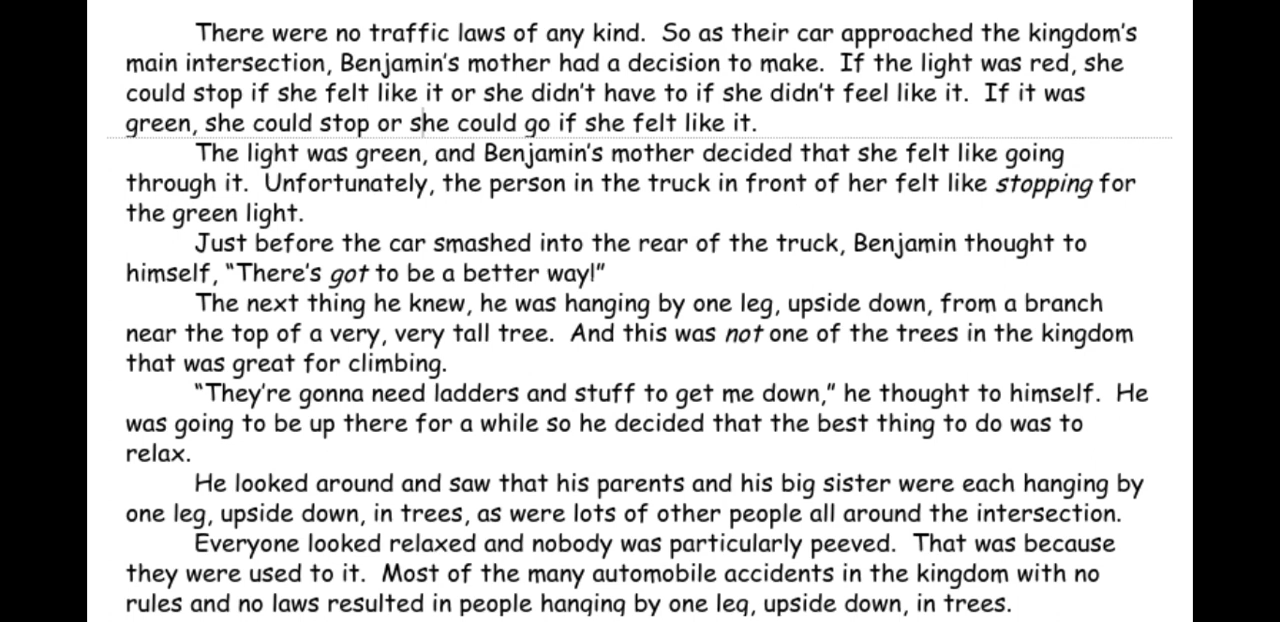 There were no traffic laws of any kind.  So as their car approached the kingdom's
main intersection, Benjamin's mother had a decision to make.  If the light was red, she
could stop if she felt like it or she didn't have to if she didn't feel like it.  If it was
green, she could stop or she could go if she felt like it.
The light was green, and Benjamin's mother decided that she felt like going
through it.  Unfortunately, the person in the truck in front of her felt like stopping for
the green light.
Just before the car smashed into the rear of the truck, Benjamin thought to
himself, "There's got to be a better way!"
The next thing he knew, he was hanging by one leg, upside down, from a branch
near the top of a very, very tall tree.  And this was not one of the trees in the kingdom
that was great for climbing.
"They're gonna need ladders and stuff to get me down," he thought to himself.  He
was going to be up there for a while so he decided that the best thing to do was to
relax.
He looked around and saw that his parents and his big sister were each hanging by
one leg, upside down, in trees, as were lots of other people all around the intersection.
Everyone looked relaxed and nobody was particularly peeved.  That was because
they were used to it.  Most of the many automobile accidents in the kingdom with no
rules and no laws resulted in people hanging by one leg, upside down, in trees.